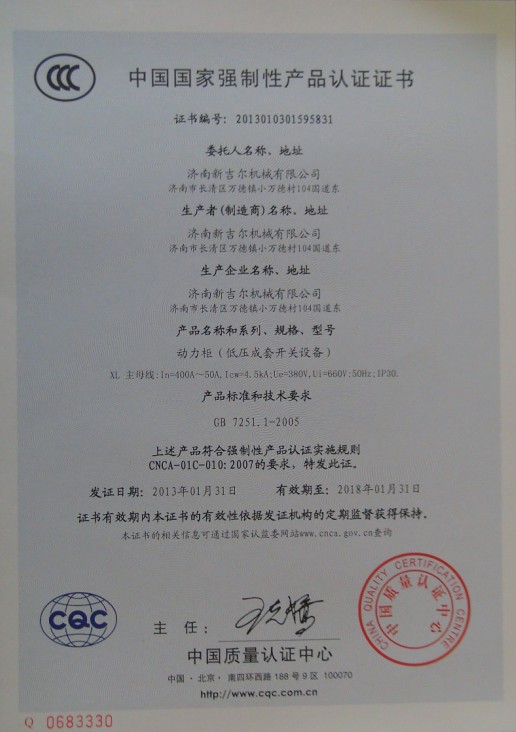 中国国家强制性产品认证证书
证书编号：2013010301595831
委托人名称、地址
济南新吉尔机械有限公司
济南市长清区万德镇小万德村104国道东
生产者(制造商)名称、地址
济南新吉尔机械有限公司
济南市长清区万德镇小万德村104国道东
生产企业名称、地址
济南新吉尔机械有限公司
济南市长清区万德镇小万德村104国道东
产品名称和系列、规格、型号
动力柜（低压成套开关设备）
XL 主母线:In=400A～50A,Icw=4.5kA;Ue=380V,Ui=660V;50Hz;IP30.
产品标准和技术要求
GB 7251.1-2005
上述产品符合强制性产品认证实施规则
CNCA-01C-010:2007的要求，特发此证。
发证日期：2013年01月31日 有效期至：2018年01月31日
证书有效期内本证书的有效性依据发证机构的定期监督获得保持。
本证书的相关信息可通过国家认监委网站www.cnca.gov.cn查询
CQC
主 任：
CHINA QUALITY CERTIFICATION CENTRE
中国质量认证中心
中国质量认证中心
中国·北京·南四环西路188号9区 100070
http://www.cqc.com.cn
Q 0683330